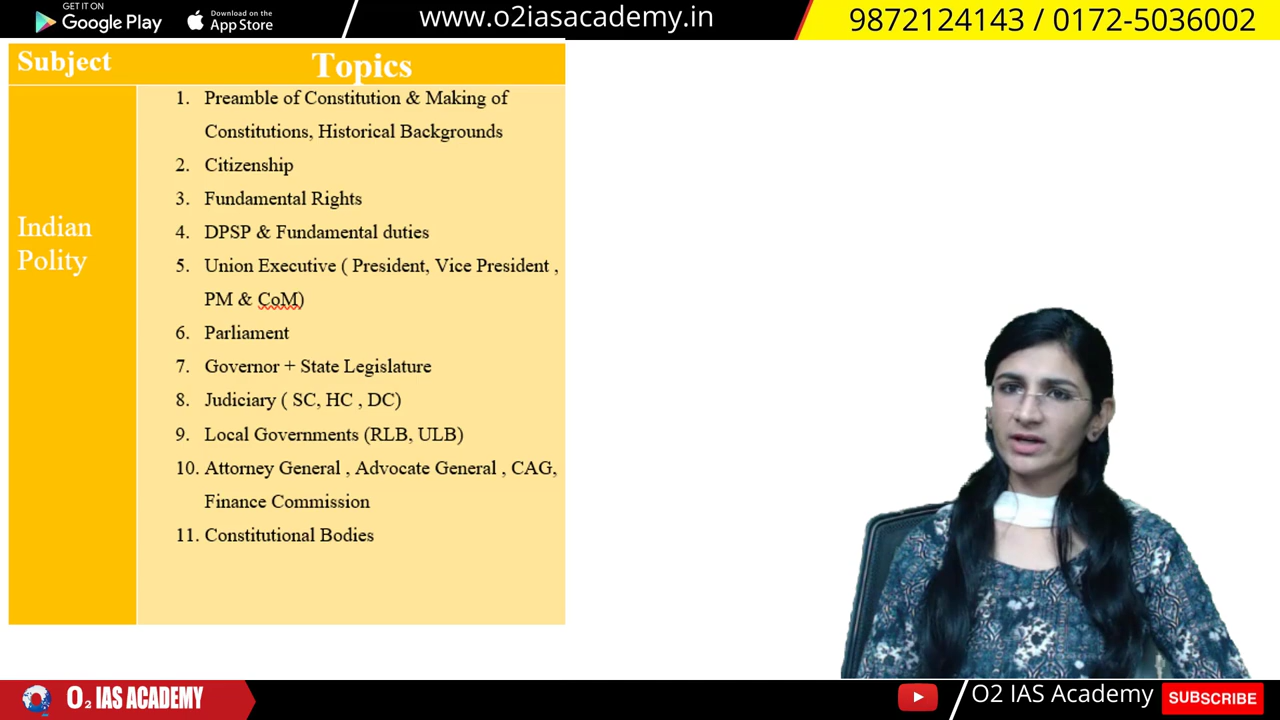 GET IT ON
Google Play
Download on the
App Store
www.o2iasacademy.in
9872124143 / 0172-5036002
Subject
Topics
Indian
Polity
1. Preamble of Constitution & Making of
Constitutions, Historical Backgrounds
2. Citizenship
3. Fundamental Rights
4. DPSP & Fundamental duties
5. Union Executive ( President, Vice President ,
PM & CoM)
6. Parliament
7. Governor + State Legislature
8. Judiciary ( SC, HC , DC)
9. Local Governments (RLB, ULB)
10. Attorney General , Advocate General , CAG,
Finance Commission
11. Constitutional Bodies
O2 IAS ACADEMY
O2 IAS Academy
SUBSCRIBE